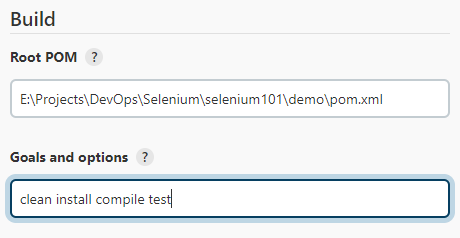 Build
Root POM ?
E:\Projects\DevOps\Selenium\selenium101\demo\pom.xml
Goals and options ?
clean install compile test